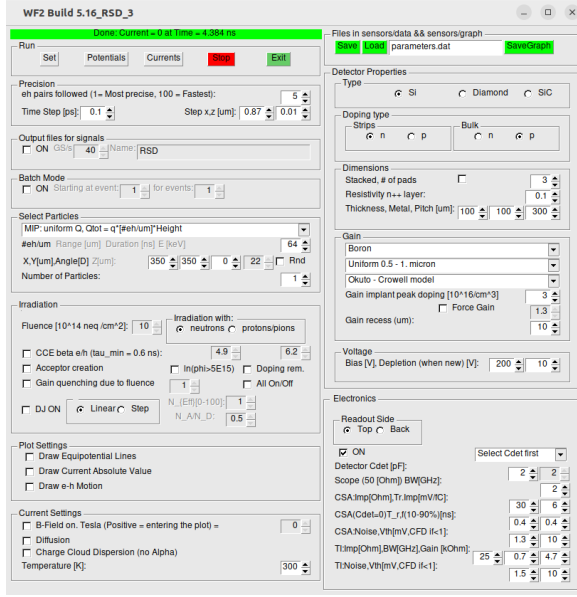 WF2 Build 5.16_RSD_3
Done: Current = 0 at Time = 4.384 ns
Run
Set Potentials Currents Stop Exit
Precision
eh pairs followed (1= Most precise, 100 = Fastest): 5
Time Step [ps]: 0.1 Step x,z [um]: 0.87 0.01
Output files for signals
ON GS/s 40 Name: RSD
Batch Mode
ON Starting at event: 1 for events: 1
Select Particles
MIP: uniform Q, Qtot = q*[#eh/um]*Height
#eh/um Range [um] Duration [ns] E [keV] 64
X,Y[um],Angle[D] Z[um]: 350 350 0 22 Rnd
Number of Particles: 1
Irradiation
Fluence [10^14 neq /cm^2]: 10
Irradiation with:
neutrons protons/pions
CCE beta e/h (tau_min = 0.6 ns): 4.9 6.2
Acceptor creation ln(phi>5E15) Doping rem.
Gain quenching due to fluence 1 All On/Off
DJ ON Linear Step
N_{Eff}[0-100]: 1
N_A/N_D: 0.5
Plot Settings
Draw Equipotential Lines
Draw Current Absolute Value
Draw e-h Motion
Current Settings
B-Field on. Tesla (Positive = entering the plot) = 0
Diffusion
Charge Cloud Dispersion (no Alpha)
Temperature [K]: 300
Files in sensors/data && sensors/graph
Save Load parameters.dat SaveGraph
Detector Properties
Type
Si Diamond SiC
Doping type
Strips Bulk
n p n p
Dimensions
Stacked, # of pads 3
Resistivity n++ layer: 0.1
Thickness, Metal, Pitch [um]: 100 100 300
Gain
Boron
Uniform 0.5 - 1. micron
Okuto - Crowell model
Gain implant peak doping [10^16/cm^3] 3
Force Gain 1.3
Gain recess (um): 10
Voltage
Bias [V], Depletion (when new) [V]: 200 10
Electronics
Readout Side
Top Back
ON Select Cdet first
Detector Cdet [pF]: 2 2
Scope (50 [Ohm]) BW[GHz]: 2
CSA:Imp[Ohm],Tr.Imp[mV/fC]: 30 6
CSA(Cdet=0)T_r,f(10-90%)[ns]: 0.4 0.4
CSA:Noise,Vth[mV,CFD if<1]: 1.3 10
TI:Imp[Ohm],BW[GHz],Gain [kOhm]: 25 0.7 4.7
TI:Noise,Vth[mV,CFD if<1]: 1.5 10